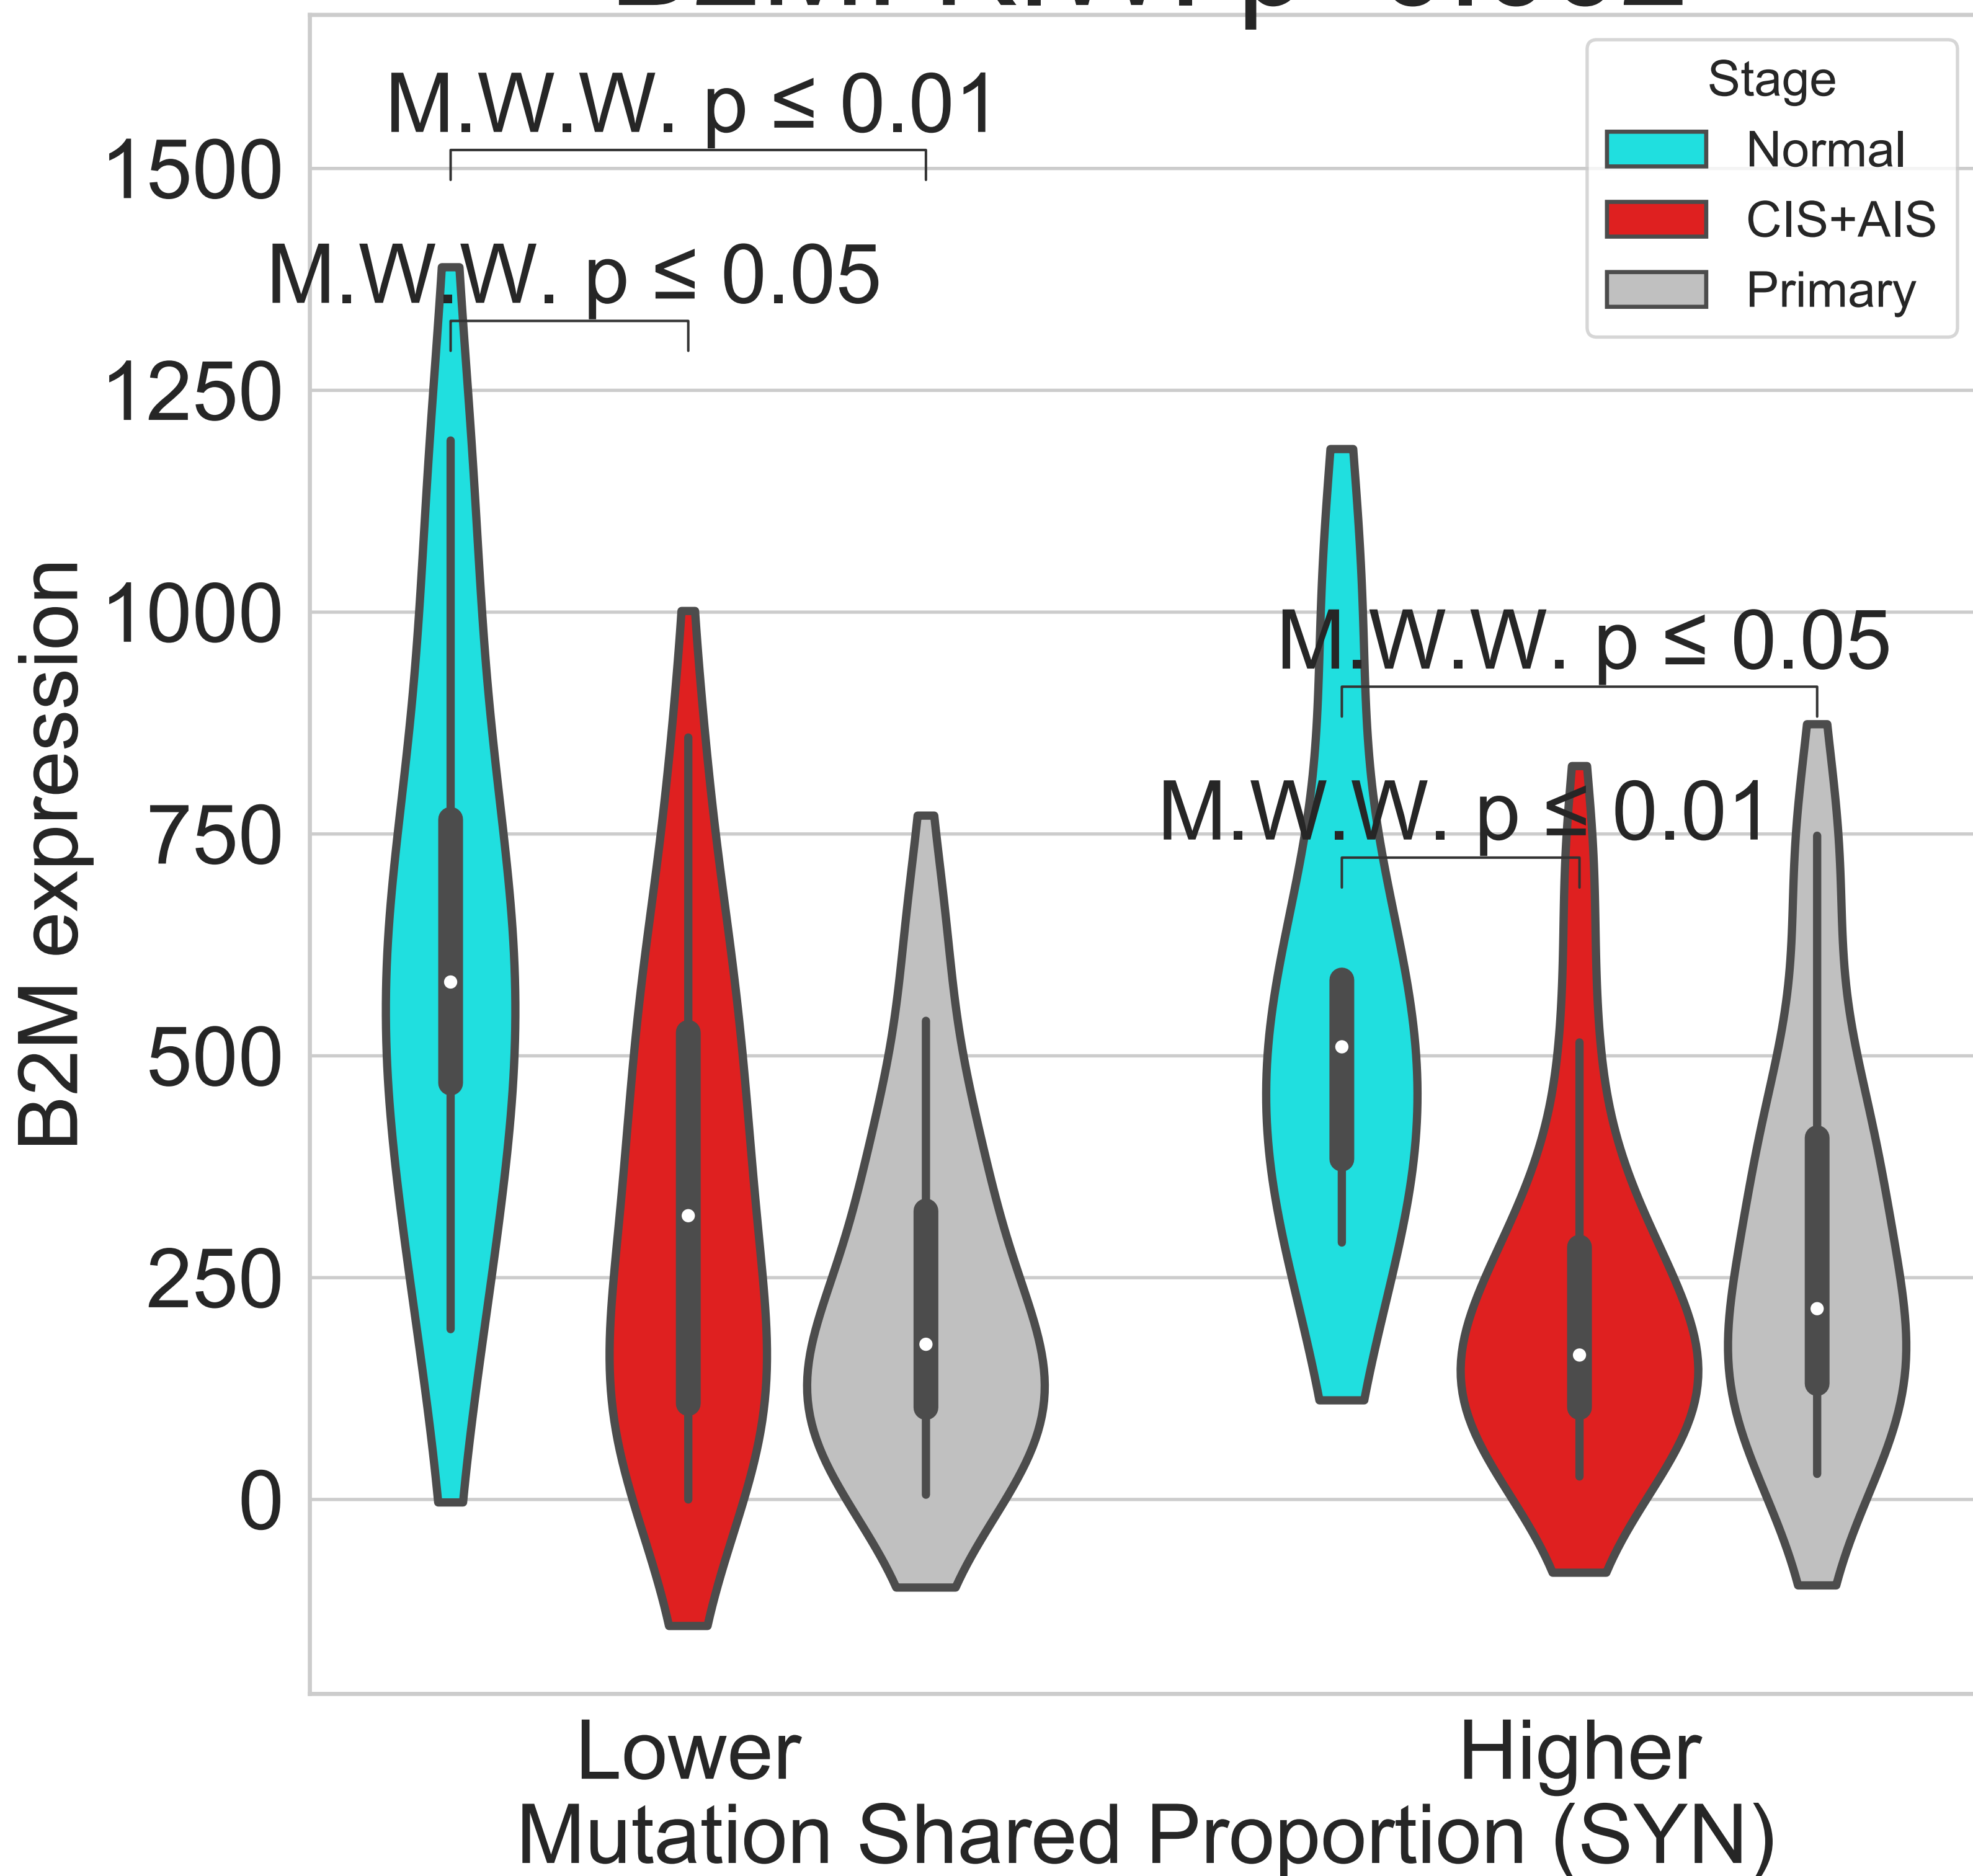 M.W.W. p ≤ 0.01
M.W.W. p ≤ 0.05
M.W.W. p ≤ 0.05
M.W.W. p ≤ 0.01
Stage
Normal
CIS+AIS
Primary
B2M expression
1500
1250
1000
750
500
250
0
Lower
Higher
Mutation Shared Proportion (SYN)